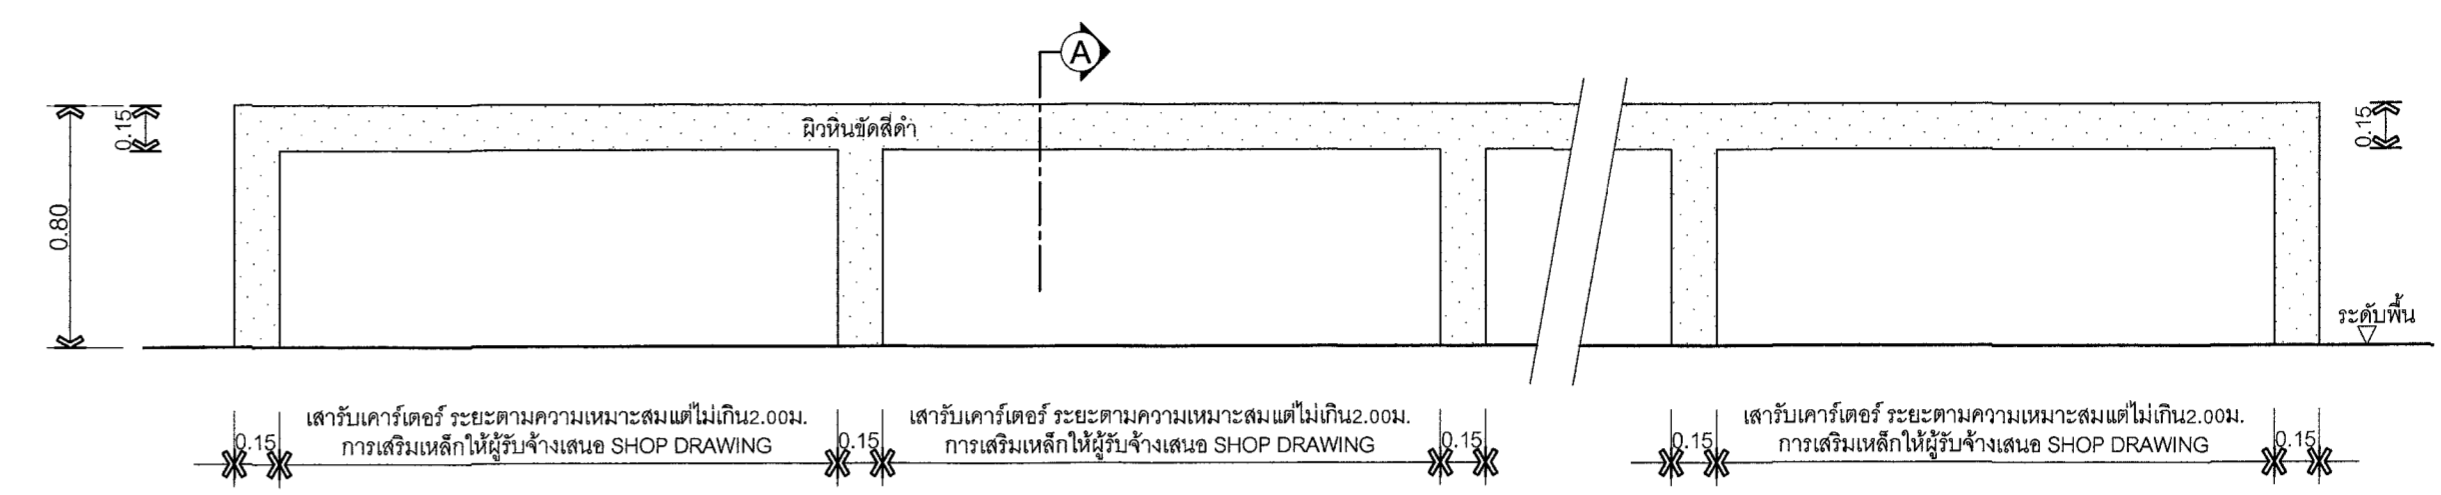 A
0.15
ผิวหินขัดสีดำ
0.15
0.80
ระดับพื้น
0.15
เสารับเคาร์เตอร์ ระยะตามความเหมาะสมแต่ไม่เกิน2.00ม.
การเสริมเหล็กให้ผู้รับจ้างเสนอ SHOP DRAWING
0.15
เสารับเคาร์เตอร์ ระยะตามความเหมาะสมแต่ไม่เกิน2.00ม.
การเสริมเหล็กให้ผู้รับจ้างเสนอ SHOP DRAWING
0.15
0.15
เสารับเคาร์เตอร์ ระยะตามความเหมาะสมแต่ไม่เกิน2.00ม.
การเสริมเหล็กให้ผู้รับจ้างเสนอ SHOP DRAWING
0.15